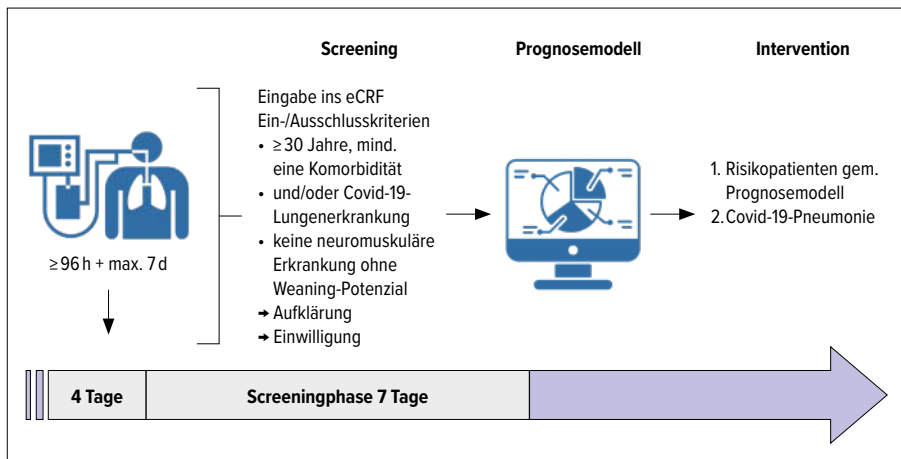 Screening
Prognosemodell
Intervention
Eingabe ins eCRF
Ein-/Ausschlusskriterien
• ≥ 30 Jahre, mind.
eine Komorbidität
• und/oder Covid-19-
Lungenerkrankung
• keine neuromuskuläre
Erkrankung ohne
Weaning-Potenzial
➜ Aufklärung
➜ Einwilligung
1. Risikopatienten gem.
Prognosemodell
2. Covid-19-Pneumonie
≥ 96 h + max. 7 d
4 Tage
Screeningphase 7 Tage